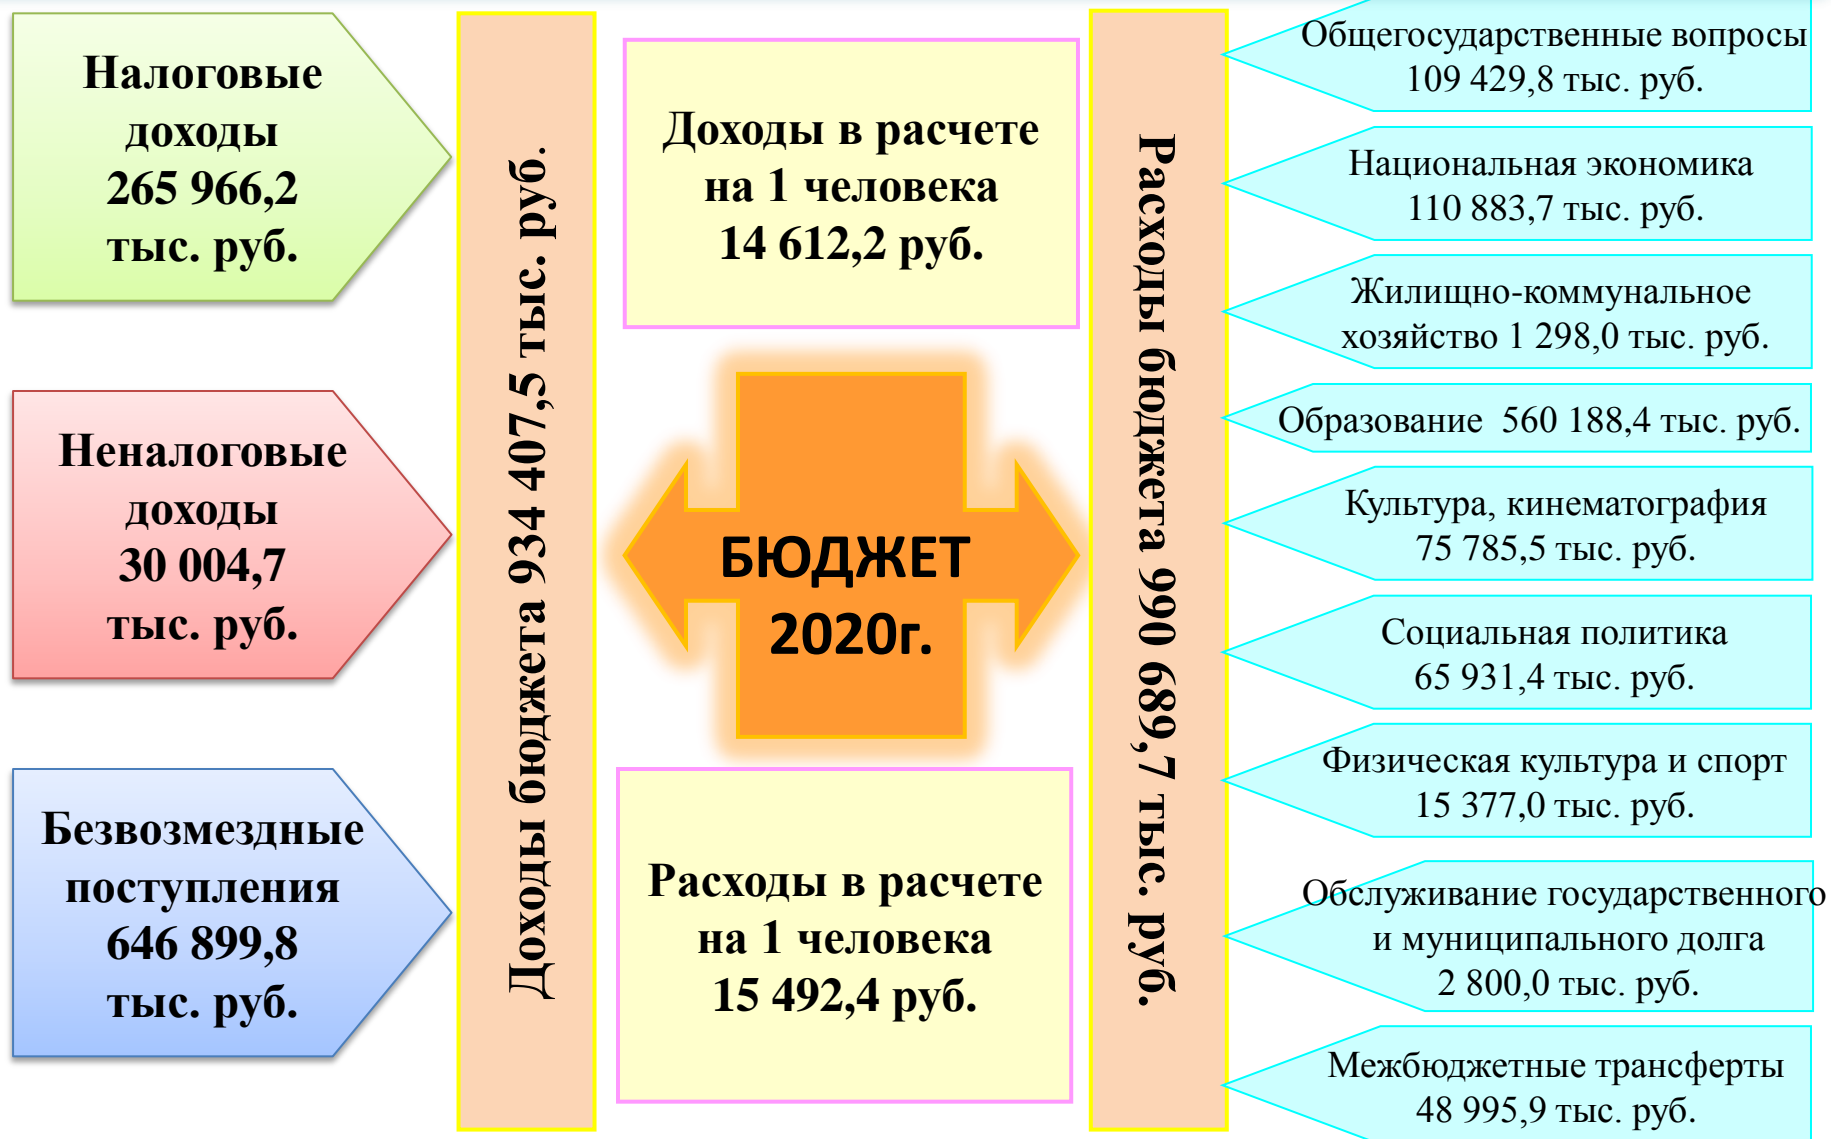 Налоговые
доходы
265 966,2
тыс. руб.
Неналоговые
доходы
30 004,7
тыс. руб.
Безвозмездные
поступления
646 899,8
тыс. руб.
Доходы бюджета 934 407,5 тыс. руб.
Доходы в расчете
на 1 человека
14 612,2 руб.
БЮДЖЕТ
2020г.
Расходы в расчете
на 1 человека
15 492,4 руб.
Расходы бюджета 990 689,7 тыс. руб.
Общегосударственные вопросы
109 429,8 тыс. руб.
Национальная экономика
110 883,7 тыс. руб.
Жилищно-коммунальное
хозяйство 1 298,0 тыс. руб.
Образование 560 188,4 тыс. руб.
Культура, кинематография
75 785,5 тыс. руб.
Социальная политика
65 931,4 тыс. руб.
Физическая культура и спорт
15 377,0 тыс. руб.
Обслуживание государственного
и муниципального долга
2 800,0 тыс. руб.
Межбюджетные трансферты
48 995,9 тыс. руб.